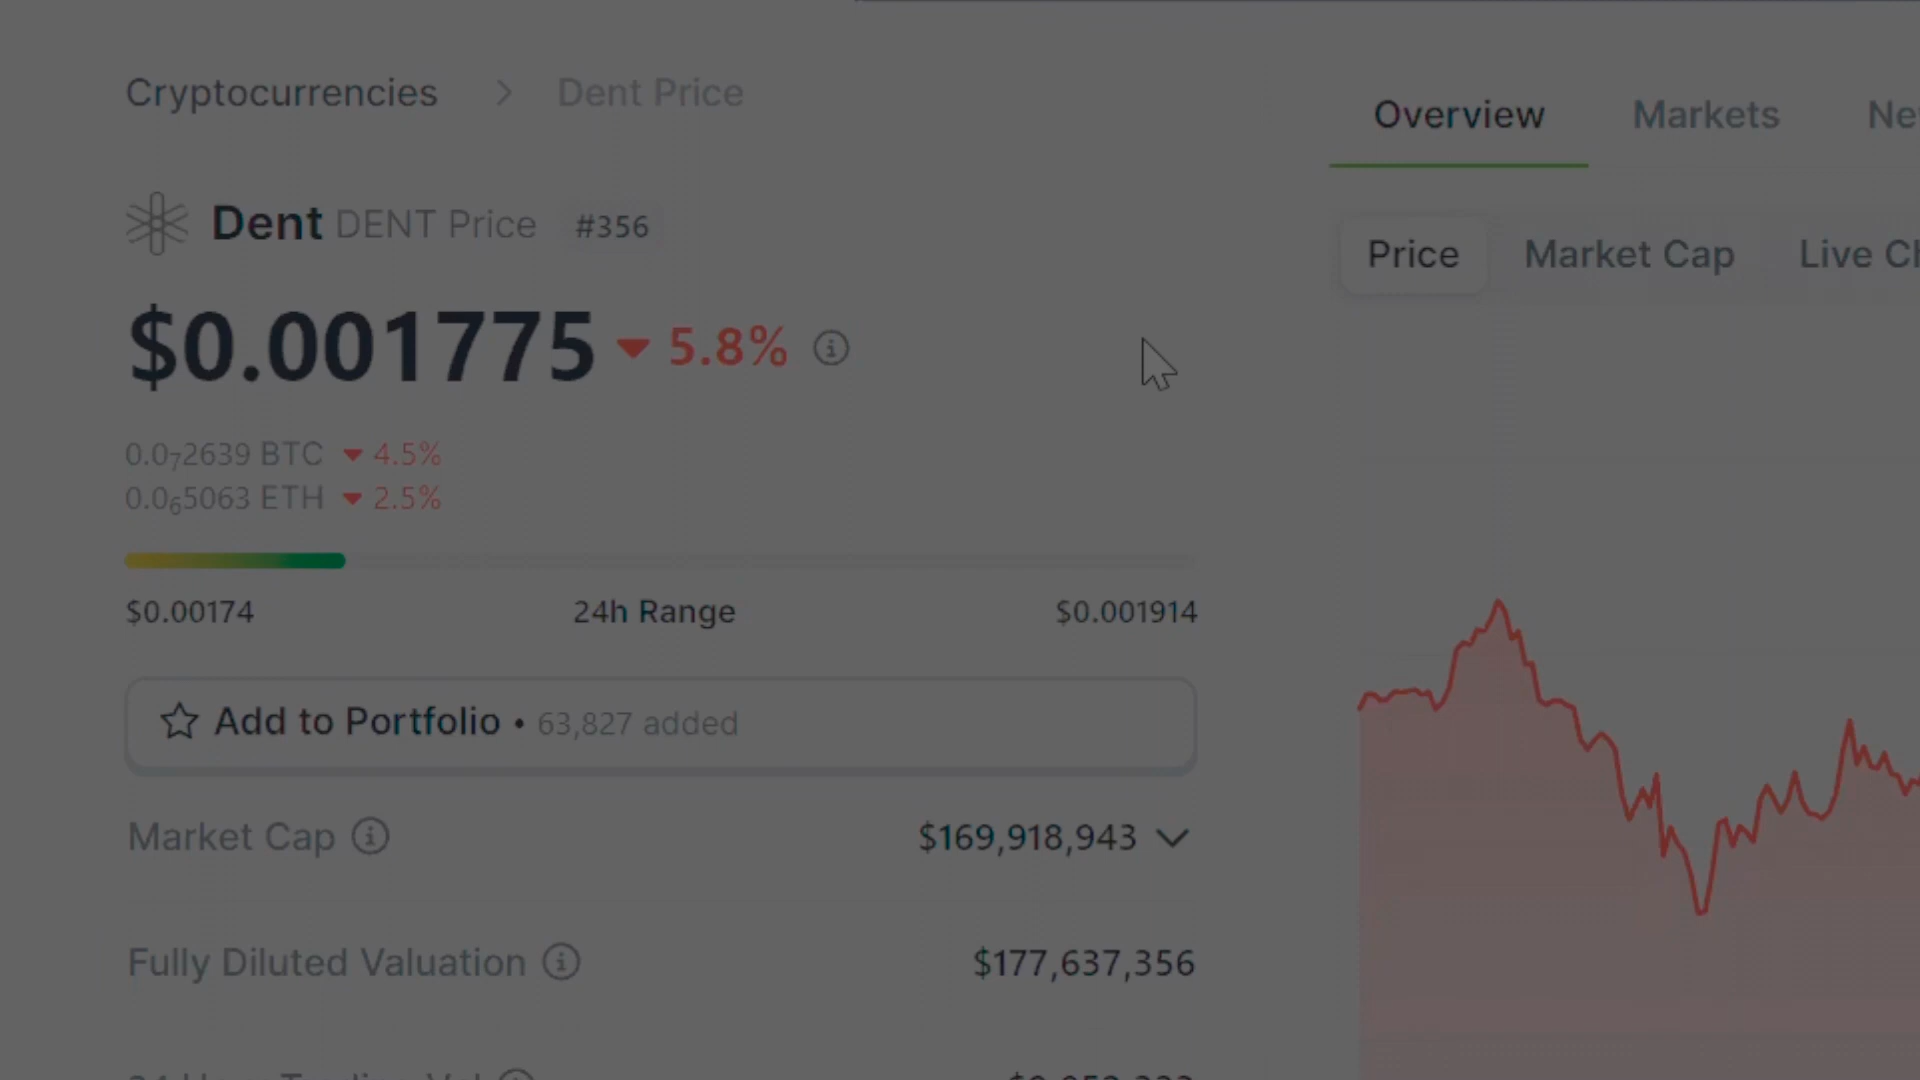 Cryptocurrencies > Dent Price
Overview Markets
Dent DENT Price #356
Price Market Cap Live
$0.001775 ▼ 5.8%
0.0₇2639 BTC ▼ 4.5%
0.0₆5063 ETH ▼ 2.5%
$0.00174 24h Range $0.001914
Add to Portfolio • 63,827 added
Market Cap $169,918,943
Fully Diluted Valuation $177,637,356